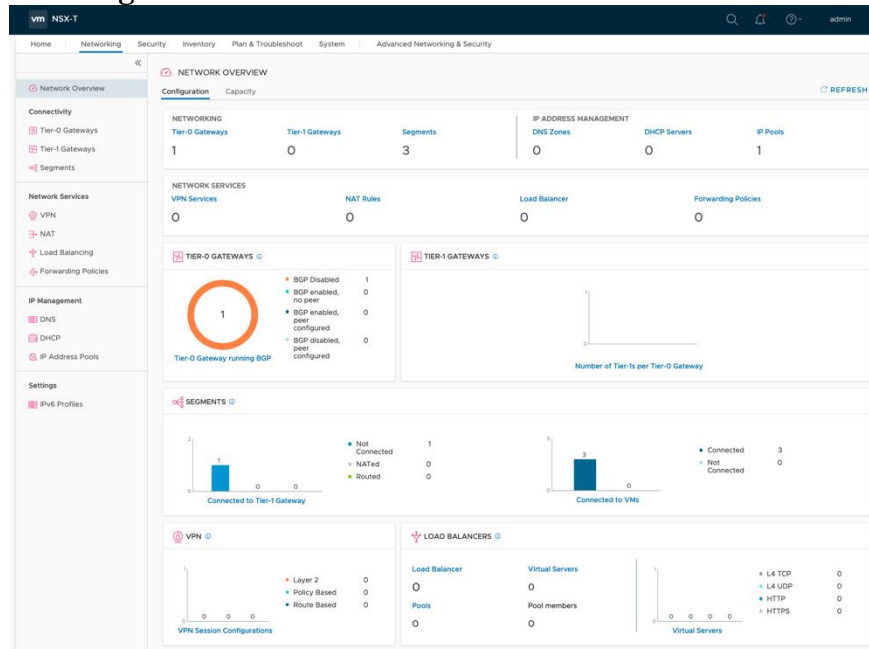 vm NSX-T
admin
Home Networking Security Inventory Plan & Troubleshoot System Advanced Networking & Security
Network Overview
Connectivity
Tier-0 Gateways
Tier-1 Gateways
Segments
Network Services
VPN
NAT
Load Balancing
Forwarding Policies
IP Management
DNS
DHCP
IP Address Pools
Settings
IPv6 Profiles
NETWORK OVERVIEW
Configuration Capacity
REFRESH
NETWORKING
Tier-0 Gateways Tier-1 Gateways Segments
1 0 3
IP ADDRESS MANAGEMENT
DNS Zones DHCP Servers IP Pools
0 0 1
NETWORK SERVICES
VPN Services NAT Rules Load Balancer Forwarding Policies
0 0 0 0
TIER-0 GATEWAYS
1
Tier-0 Gateway running BGP
BGP Disabled 1
BGP enabled, 0
no peer
BGP enabled, 0
peer
configured
BGP disabled, 0
peer
configured
TIER-1 GATEWAYS
1
0
Number of Tier-1s per Tier-0 Gateway
SEGMENTS
2
1
0 0 0
Connected to Tier-1 Gateway
Not 1
Connected
NATed 0
Routed 0
5
3
0 0
Connected to VMs
Connected 3
Not 0
Connected
VPN
1
0 0 0 0
VPN Session Configurations
Layer 2 0
Policy Based 0
Route Based 0
LOAD BALANCERS
Load Balancer Virtual Servers
0 0
Pools Pool members
0 0
1
0 0 0 0 0
Virtual Servers
L4 TCP 0
L4 UDP 0
HTTP 0
HTTPS 0